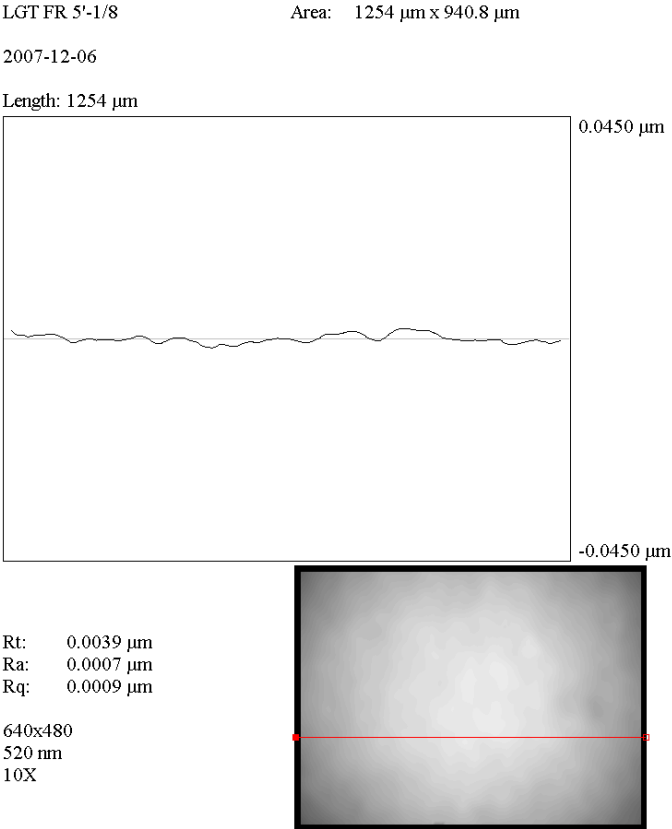 LGT FR 5'-1/8 Area: 1254 µm x 940.8 µm
2007-12-06
Length: 1254 µm
0.0450 µm
-0.0450 µm
Rt: 0.0039 µm
Ra: 0.0007 µm
Rq: 0.0009 µm
640x480
520 nm
10X